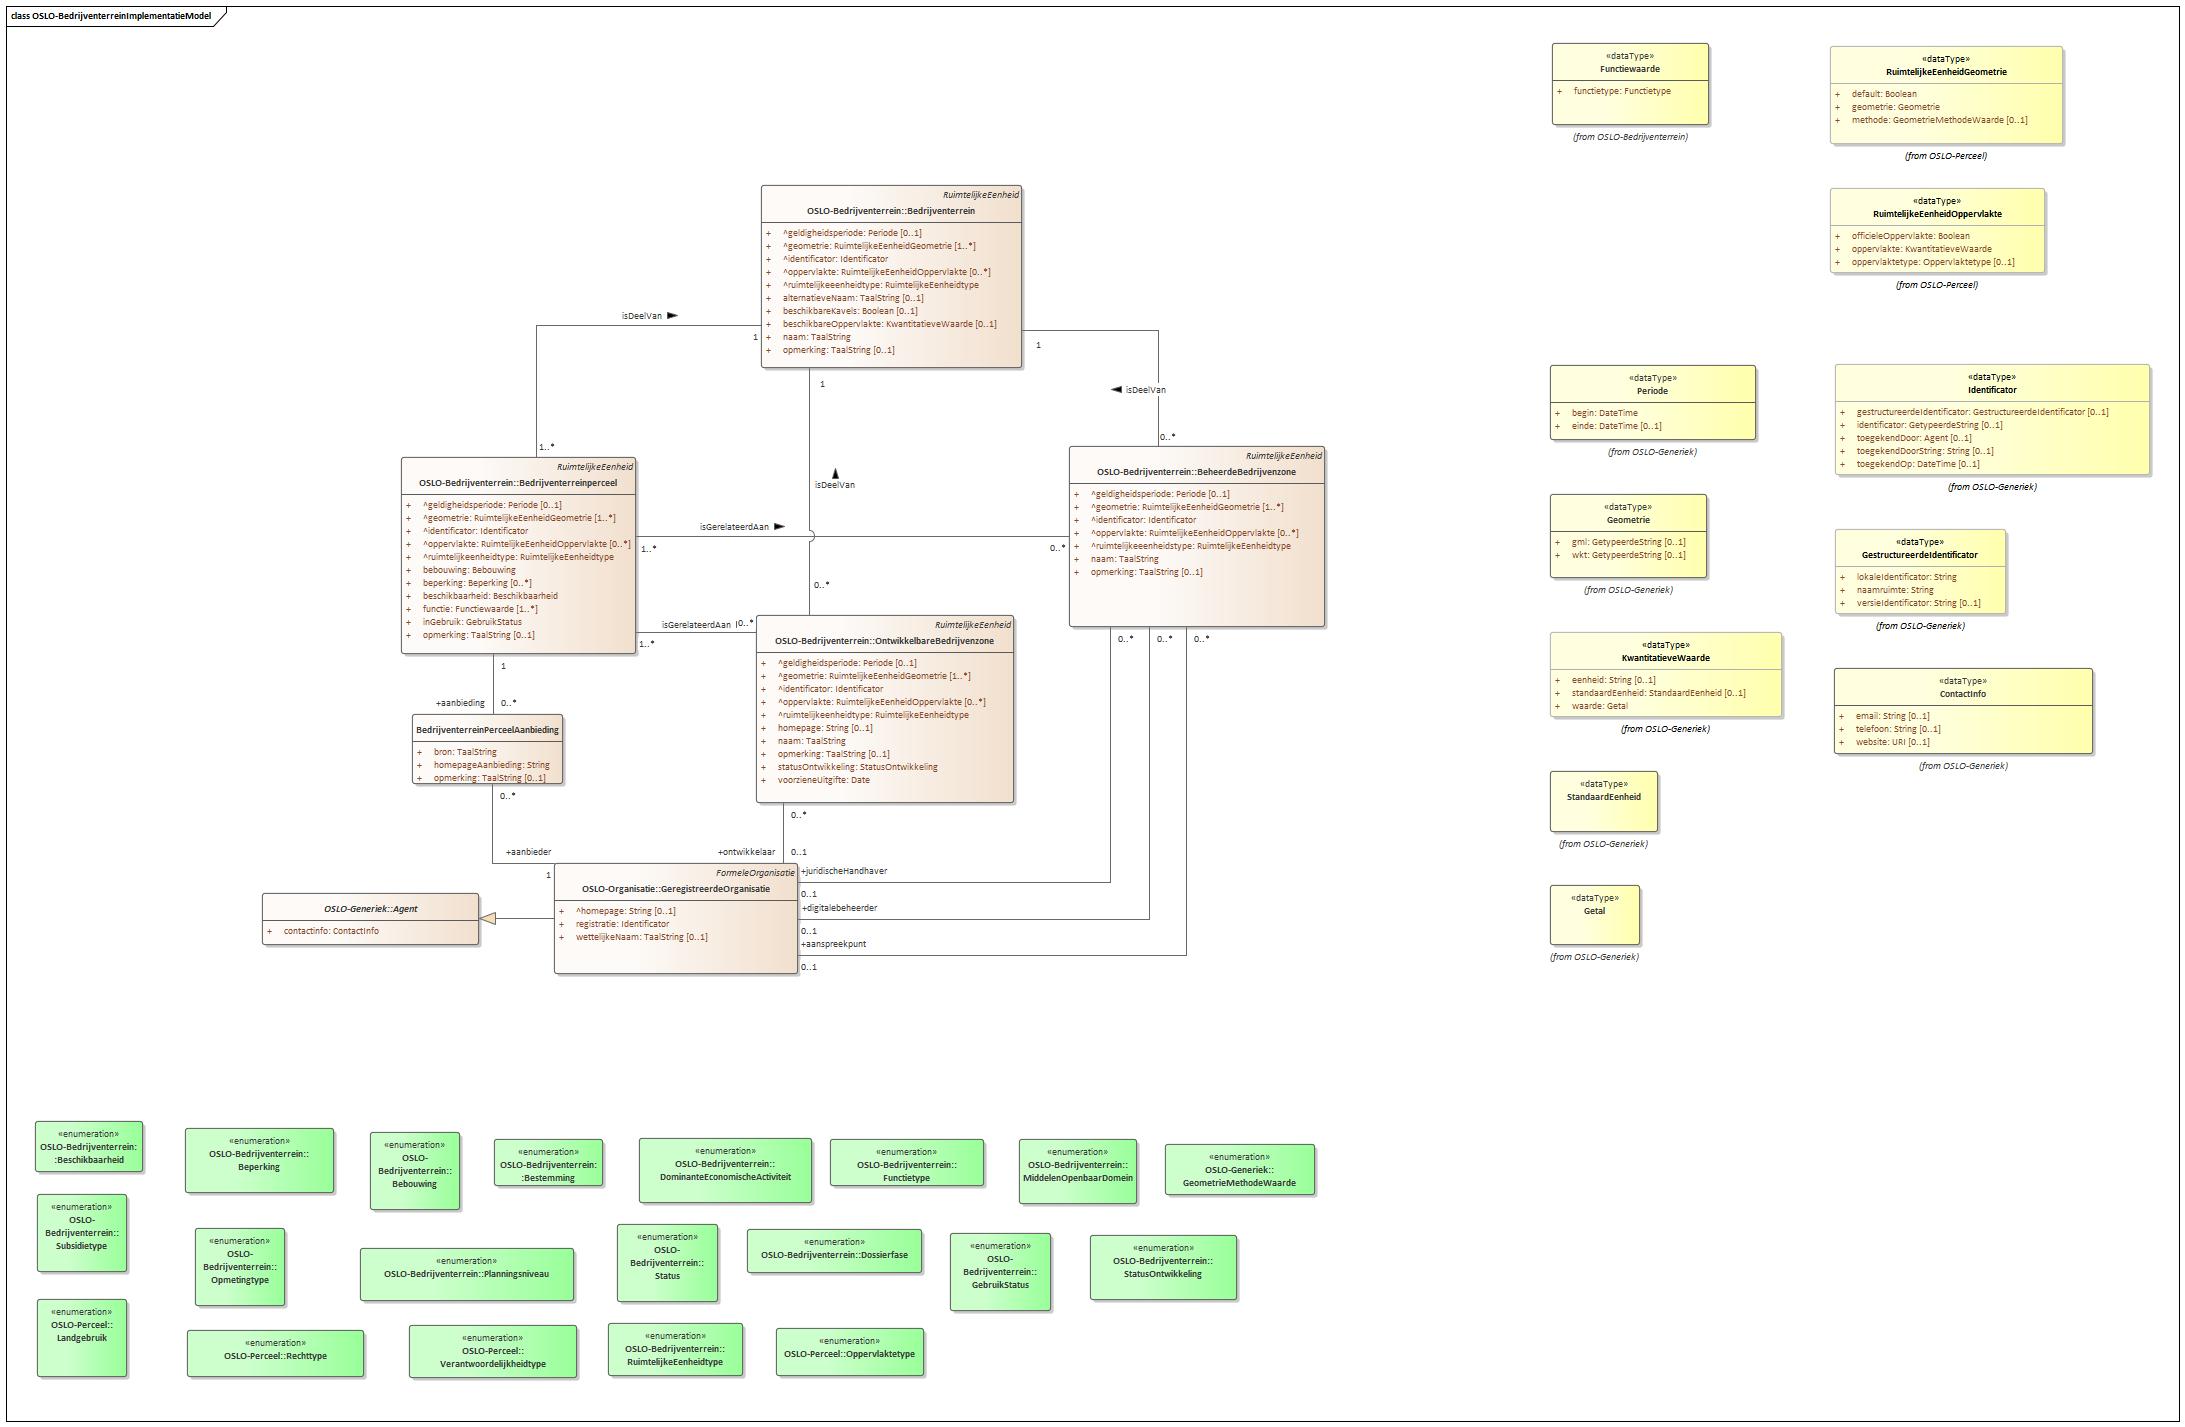 class OSLO-BedrijventerreinImplementatieModel
«dataType»
Functiewaarde
+ functietype: Functietype
(from OSLO-Bedrijventerrein)
«dataType»
RuimtelijkeEenheidGeometrie
+ default: Boolean
+ geometrie: Geometrie
+ methode: GeometrieMethodeWaarde [0..1]
(from OSLO-Perceel)
«dataType»
RuimtelijkeEenheidOppervlakte
+ officieleOppervlakte: Boolean
+ oppervlakte: KwantitatieveWaarde
+ oppervlaktetype: Oppervlaktetype [0..1]
(from OSLO-Perceel)
RuimtelijkeEenheid
OSLO-Bedrijventerrein::Bedrijventerrein
+ ^geldigheidsperiode: Periode [0..1]
+ ^geometrie: RuimtelijkeEenheidGeometrie [1..*]
+ ^identificator: Identificator
+ ^oppervlakte: RuimtelijkeEenheidOppervlakte [0..*]
+ ^ruimtelijkeeenheidtype: RuimtelijkeEenheidtype
+ alternatieveNaam: TaalString [0..1]
+ beschikbareKavels: Boolean [0..1]
+ beschikbareOppervlakte: KwantitatieveWaarde [0..1]
+ naam: TaalString
+ opmerking: TaalString [0..1]
isDeelVan
1
1..*
1
isDeelVan
0..*
1
isDeelVan
0..*
RuimtelijkeEenheid
OSLO-Bedrijventerrein::Bedrijventerreinperceel
+ ^geldigheidsperiode: Periode [0..1]
+ ^geometrie: RuimtelijkeEenheidGeometrie [1..*]
+ ^identificator: Identificator
+ ^oppervlakte: RuimtelijkeEenheidOppervlakte [0..*]
+ ^ruimtelijkeenheidtype: RuimtelijkeEenheidtype
+ bebouwing: Bebouwing
+ beperking: Beperking [0..*]
+ beschikbaarheid: Beschikbaarheid
+ functie: Functiewaarde [1..*]
+ inGebruik: GebruikStatus
+ opmerking: TaalString [0..1]
isGerelateerdAan
1..*
0..*
isGerelateerdAan
0..*
1..*
RuimtelijkeEenheid
OSLO-Bedrijventerrein::BeheerdeBedrijvenzone
+ ^geldigheidsperiode: Periode [0..1]
+ ^geometrie: RuimtelijkeEenheidGeometrie [1..*]
+ ^identificator: Identificator
+ ^oppervlakte: RuimtelijkeEenheidOppervlakte [0..*]
+ ^ruimtelijkeeenheidstype: RuimtelijkeEenheidtype
+ naam: TaalString
+ opmerking: TaalString [0..1]
0..*
0..*
0..*
RuimtelijkeEenheid
OSLO-Bedrijventerrein::OntwikkelbareBedrijvenzone
+ ^geldigheidsperiode: Periode [0..1]
+ ^geometrie: RuimtelijkeEenheidGeometrie [1..*]
+ ^identificator: Identificator
+ ^oppervlakte: RuimtelijkeEenheidOppervlakte [0..*]
+ ^ruimtelijkeenheidtype: RuimtelijkeEenheidtype
+ homepage: String [0..1]
+ naam: TaalString
+ opmerking: TaalString [0..1]
+ statusOntwikkeling: StatusOntwikkeling
+ voorzieneUitgifte: Date
1
+aanbieding
0..*
BedrijventerreinPerceelAanbieding
+ bron: TaalString
+ homepageAanbieding: String
+ opmerking: TaalString [0..1]
0..*
+aanbieder
1
0..*
+ontwikkelaar
0..1
FormeleOrganisatie
OSLO-Organisatie::GeregistreerdeOrganisatie
+ ^homepage: String [0..1]
+ registratie: Identificator
+ wettelijkeNaam: TaalString [0..1]
+juridischeHandhaver
0..1
+digitalebeheerder
0..1
+aanspreekpunt
0..1
OSLO-Generiek::Agent
+ contactinfo: ContactInfo
«dataType»
Periode
+ begin: DateTime
+ einde: DateTime [0..1]
(from OSLO-Generiek)
«dataType»
Identificator
+ gestructureerdeIdentificator: GestructureerdeIdentificator [0..1]
+ identificator: GetypeerdeString [0..1]
+ toegekendDoor: Agent [0..1]
+ toegekendDoorString: String [0..1]
+ toegekendOp: DateTime [0..1]
(from OSLO-Generiek)
«dataType»
Geometrie
+ gml: GetypeerdeString [0..1]
+ wkt: GetypeerdeString [0..1]
(from OSLO-Generiek)
«dataType»
GestructureerdeIdentificator
+ lokaleIdentificator: String
+ naamruimte: String
+ versieIdentificator: String [0..1]
(from OSLO-Generiek)
«dataType»
KwantitatieveWaarde
+ eenheid: String [0..1]
+ standaardEenheid: StandaardEenheid [0..1]
+ waarde: Getal
(from OSLO-Generiek)
«dataType»
ContactInfo
+ email: String [0..1]
+ telefoon: String [0..1]
+ website: URI [0..1]
(from OSLO-Generiek)
«dataType»
StandaardEenheid
(from OSLO-Generiek)
«dataType»
Getal
(from OSLO-Generiek)
«enumeration»
OSLO-Bedrijventerrein:
:Beschikbaarheid
«enumeration»
OSLO-Bedrijventerrein::
Beperking
«enumeration»
OSLO-
Bedrijventerrein::
Bebouwing
«enumeration»
OSLO-Bedrijventerrein:
:Bestemming
«enumeration»
OSLO-Bedrijventerrein::
DominanteEconomischeActiviteit
«enumeration»
OSLO-Bedrijventerrein::
Functietype
«enumeration»
OSLO-Bedrijventerrein::
MiddelenOpenbaarDomein
«enumeration»
OSLO-Generiek::
GeometrieMethodeWaarde
«enumeration»
OSLO-
Bedrijventerrein::
Subsidietype
«enumeration»
OSLO-
Bedrijventerrein::
Opmetingtype
«enumeration»
OSLO-Bedrijventerrein::Planningsniveau
«enumeration»
OSLO-
Bedrijventerrein::
Status
«enumeration»
OSLO-Bedrijventerrein::Dossierfase
«enumeration»
OSLO-
Bedrijventerrein::
GebruikStatus
«enumeration»
OSLO-Bedrijventerrein::
StatusOntwikkeling
«enumeration»
OSLO-Perceel::
Landgebruik
«enumeration»
OSLO-Perceel::Rechttype
«enumeration»
OSLO-Perceel::
Verantwoordelijkheidtype
«enumeration»
OSLO-Bedrijventerrein::
RuimtelijkeEenheidtype
«enumeration»
OSLO-Perceel::Oppervlaktetype